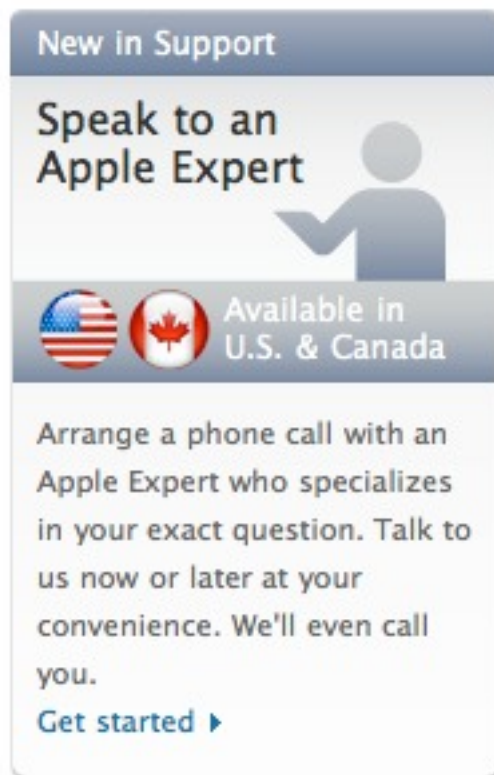 New in Support
Speak to an
Apple Expert
Available in
U.S. & Canada
Arrange a phone call with an
Apple Expert who specializes
in your exact question. Talk to
us now or later at your
convenience. We'll even call
you.
Get started